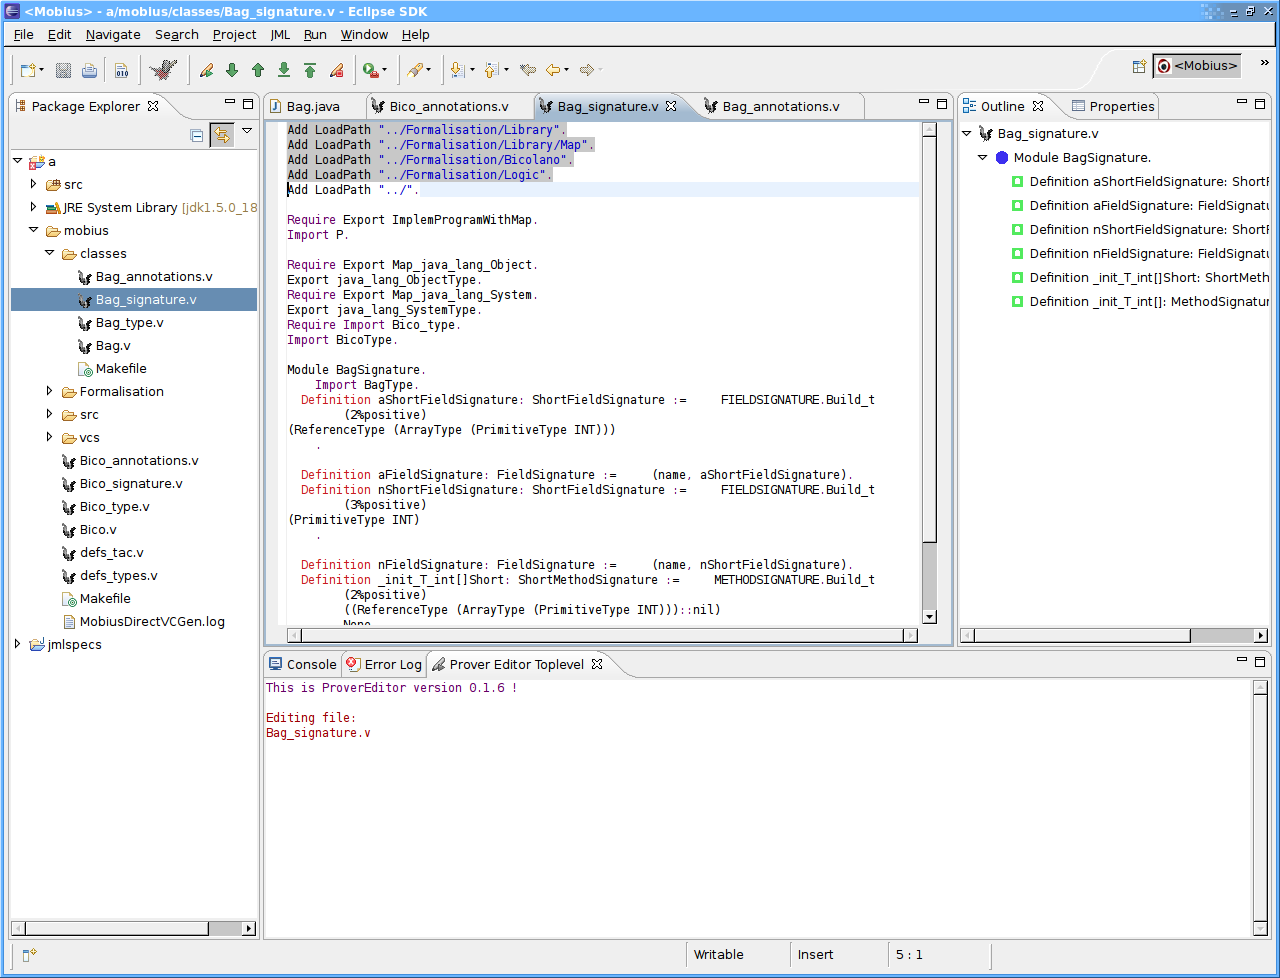 <Mobius> - a/mobius/classes/Bag_signature.v - Eclipse SDK
File Edit Navigate Search Project JML Run Window Help
<Mobius>
Package Explorer
a
src
JRE System Library [jdk1.5.0_18
mobius
classes
Bag_annotations.v
Bag_signature.v
Bag_type.v
Bag.v
Makefile
Formalisation
src
vcs
Bico_annotations.v
Bico_signature.v
Bico_type.v
Bico.v
defs_tac.v
defs_types.v
Makefile
MobiusDirectVCGen.log
jmlspecs
Bag.java Bico_annotations.v Bag_signature.v Bag_annotations.v
Add LoadPath "../Formalisation/Library".
Add LoadPath "../Formalisation/Library/Map".
Add LoadPath "../Formalisation/Bicolano".
Add LoadPath "../Formalisation/Logic".
Add LoadPath "../".
Require Export ImplemProgramWithMap.
Import P.
Require Export Map_java_lang_Object.
Export java_lang_ObjectType.
Require Export Map_java_lang_System.
Export java_lang_SystemType.
Require Import Bico_type.
Import BicoType.
Module BagSignature.
Import BagType.
Definition aShortFieldSignature: ShortFieldSignature := FIELDSIGNATURE.Build_t
(2%positive)
(ReferenceType (ArrayType (PrimitiveType INT)))
.
Definition aFieldSignature: FieldSignature := (name, aShortFieldSignature).
Definition nShortFieldSignature: ShortFieldSignature := FIELDSIGNATURE.Build_t
(3%positive)
(PrimitiveType INT)
.
Definition nFieldSignature: FieldSignature := (name, nShortFieldSignature).
Definition _init_T_int[]Short: ShortMethodSignature := METHODSIGNATURE.Build_t
(2%positive)
((ReferenceType (ArrayType (PrimitiveType INT)))::nil)
None
Outline Properties
Bag_signature.v
Module BagSignature.
Definition aShortFieldSignature: ShortF
Definition aFieldSignature: FieldSignatu
Definition nShortFieldSignature: ShortF
Definition nFieldSignature: FieldSignatu
Definition _init_T_int[]Short: ShortMeth
Definition _init_T_int[]: MethodSignatur
Console Error Log Prover Editor Toplevel
This is ProverEditor version 0.1.6 !
Editing file:
Bag_signature.v
Writable Insert 5 : 1